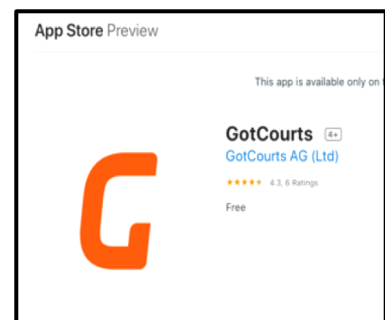 App Store Preview
This app is available only on
GotCourts 4+
GotCourts AG (Ltd)
★★★★★ 4.3, 6 Ratings
Free
G